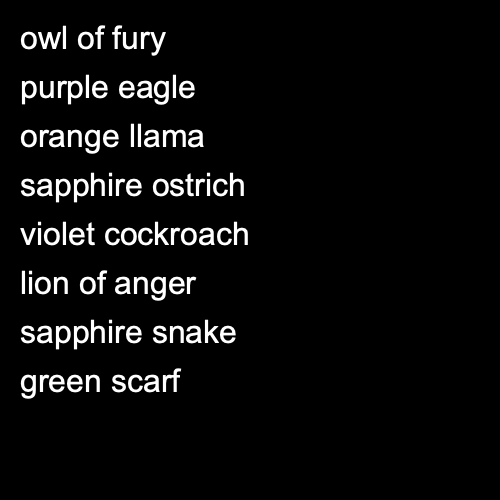 owl of fury
purple eagle
orange llama
sapphire ostrich
violet cockroach
lion of anger
sapphire snake
green scarf